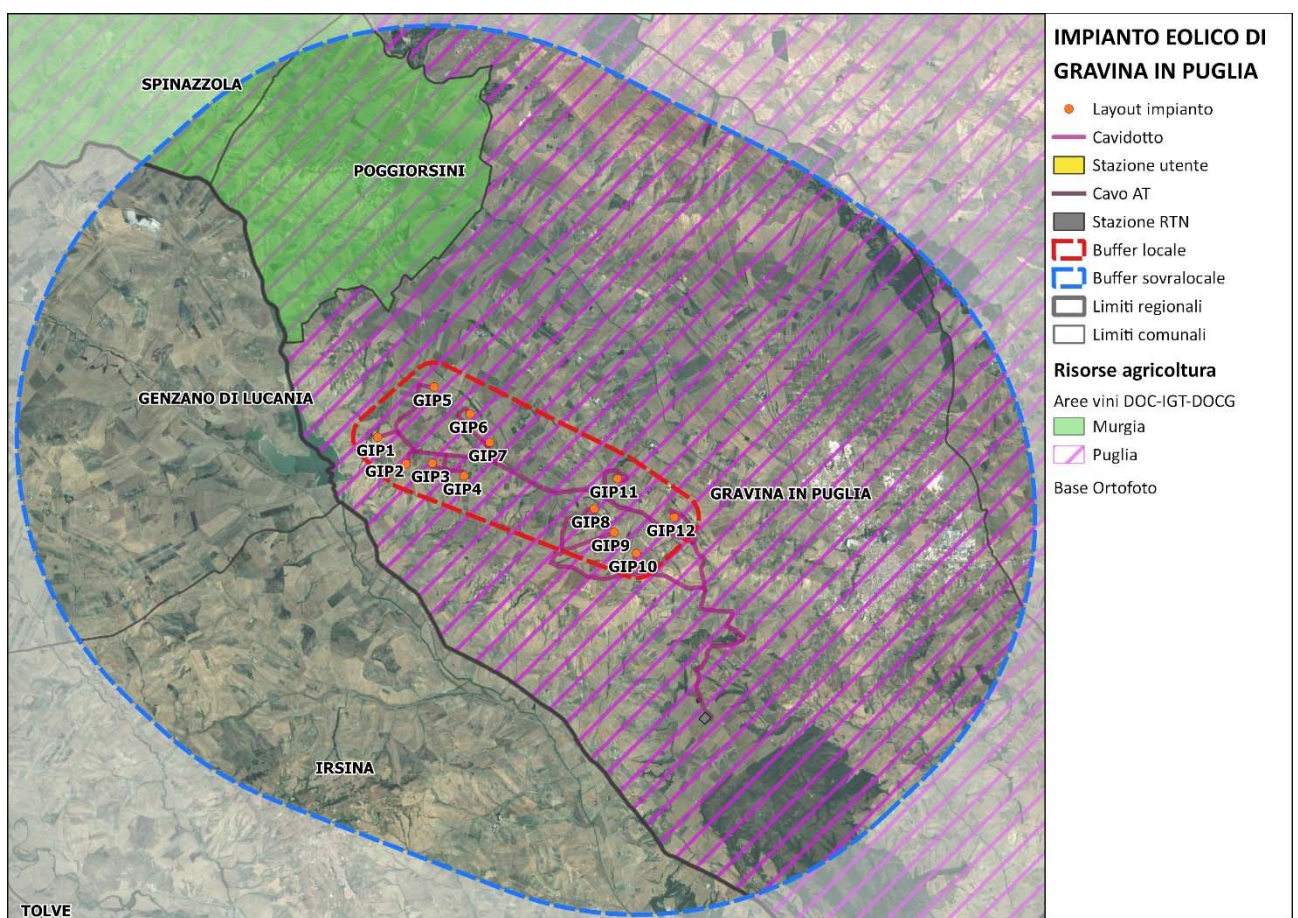 SPINAZZOLA
POGGIORSINI
GENZANO DI LUCANIA
GIP5
GIP6
GIP1
GIP7
GIP2
GIP3
GIP4
GIP11
GRAVINA IN PUGLIA
GIP8
GIP12
GIP9
GIP10
IRSINA
TOLVE
IMPIANTO EOLICO DI
GRAVINA IN PUGLIA
Layout impianto
Cavidotto
Stazione utente
Cavo AT
Stazione RTN
Buffer locale
Buffer sovralocale
Limiti regionali
Limiti comunali
Risorse agricoltura
Aree vini DOC-IGT-DOCG
Murgia
Puglia
Base Ortofoto